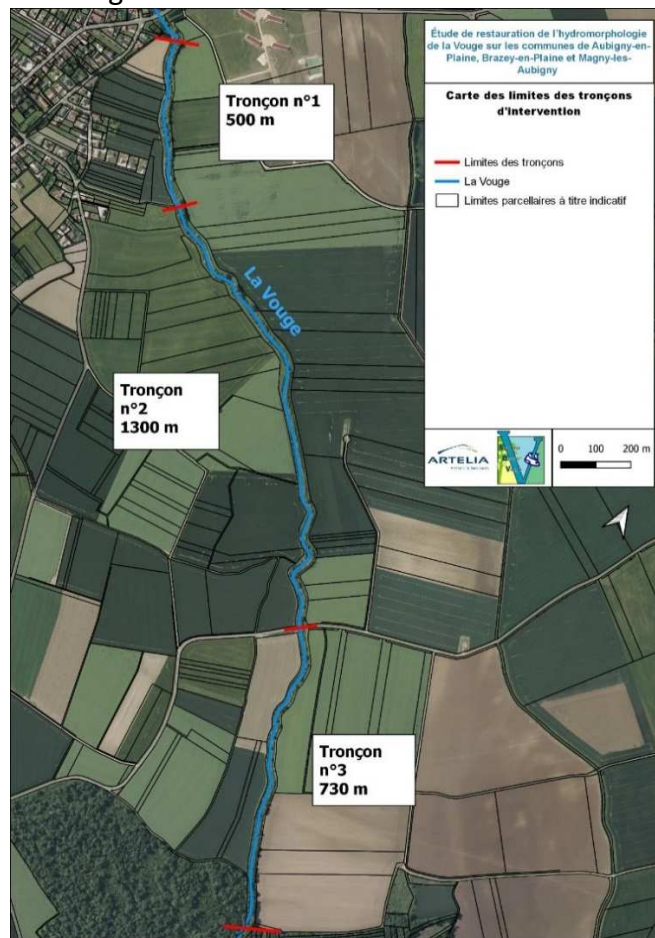 Étude de restauration de l'hydromorphologie
de la Vouge sur les communes de Aubigny-en-
Plaine, Brazey-en-Plaine et Magny-les-
Aubigny
Carte des limites des tronçons
d'intervention
Limites des tronçons
La Vouge
Limites parcellaires à titre indicatif
ARTELIA
0 100 200 m
Tronçon n°1
500 m
La Vouge
Tronçon
n°2
1300 m
Tronçon
n°3
730 m